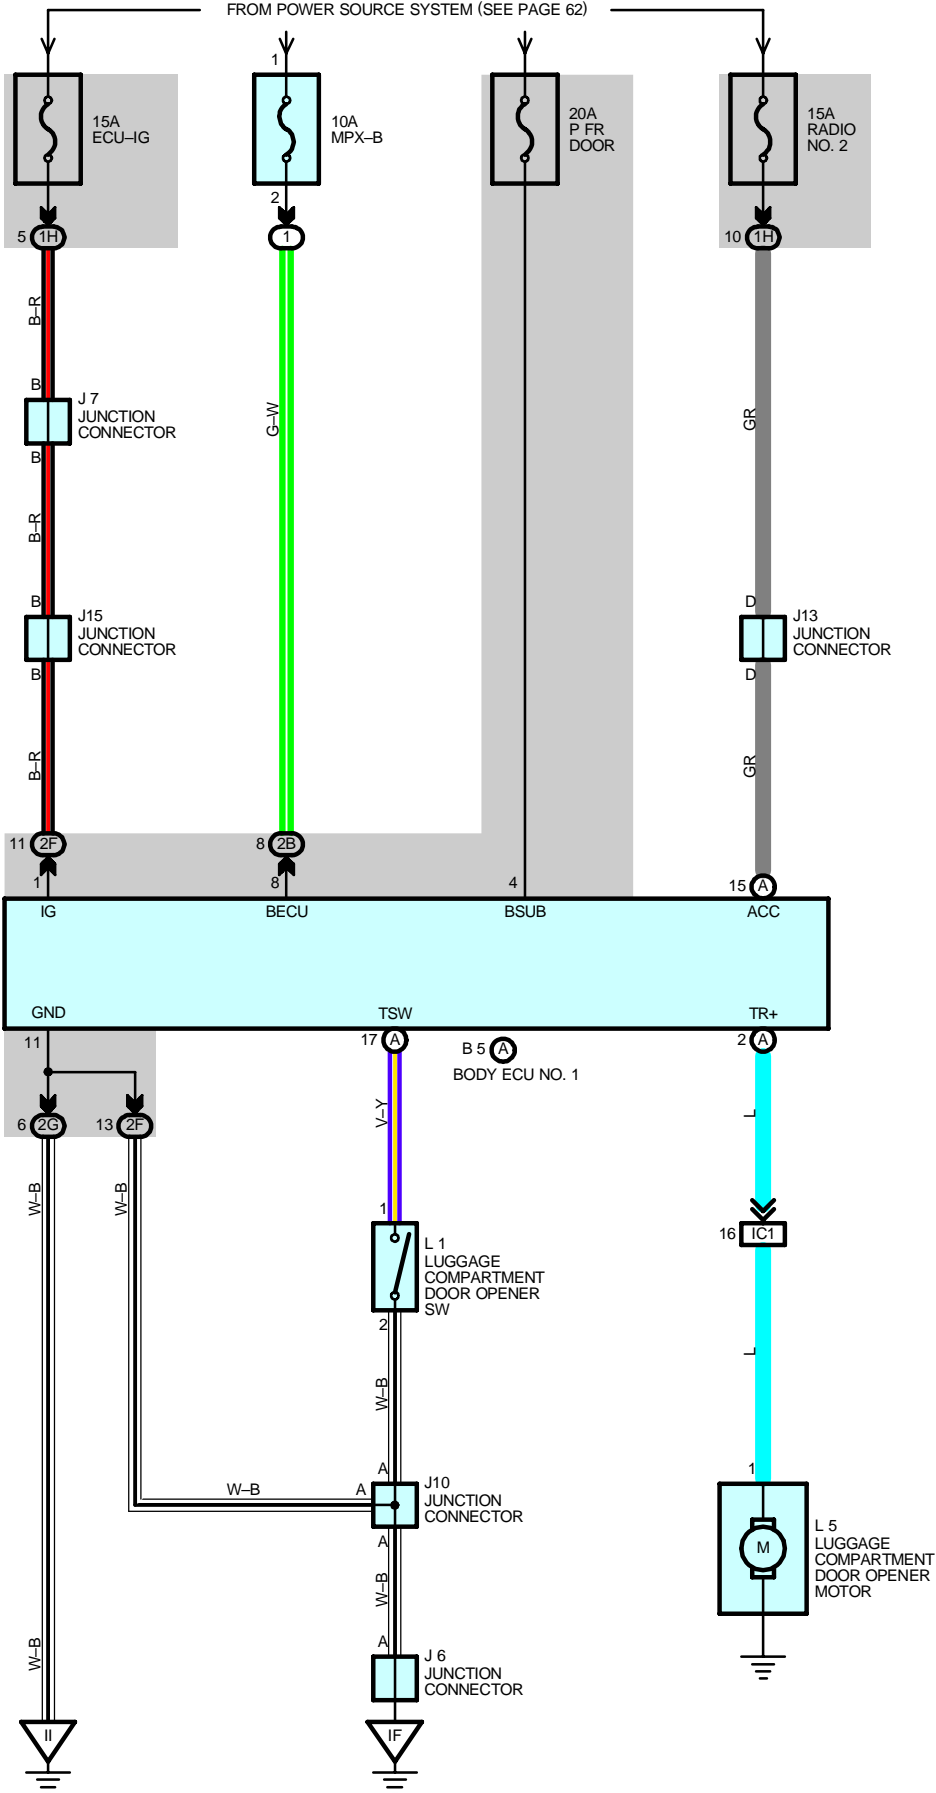 FROM POWER SOURCE SYSTEM (SEE PAGE 62)
1
15A
ECU–IG
10A
MPX–B
20A
P FR
DOOR
15A
RADIO
NO. 2
2
5 1H
1
10 1H
B–R
G–W
GR
B
J 7
JUNCTION
CONNECTOR
B
B–R
B
J15
JUNCTION
CONNECTOR
B
D
J13
JUNCTION
CONNECTOR
D
B–R
GR
11 2F
8 2B
1
8
4
15 A
IG
BECU
BSUB
ACC
GND
TSW
TR+
11
17 A
B 5 A
BODY ECU NO. 1
2 A
6 2G
13 2F
V–Y
L
W–B
W–B
1
L 1
LUGGAGE
COMPARTMENT
DOOR OPENER
SW
2
16 IC1
L
W–B
A
J10
JUNCTION
CONNECTOR
W–B
A
A
1
L 5
LUGGAGE
COMPARTMENT
DOOR OPENER
MOTOR
M
W–B
W–B
A
J 6
JUNCTION
CONNECTOR
II
IF